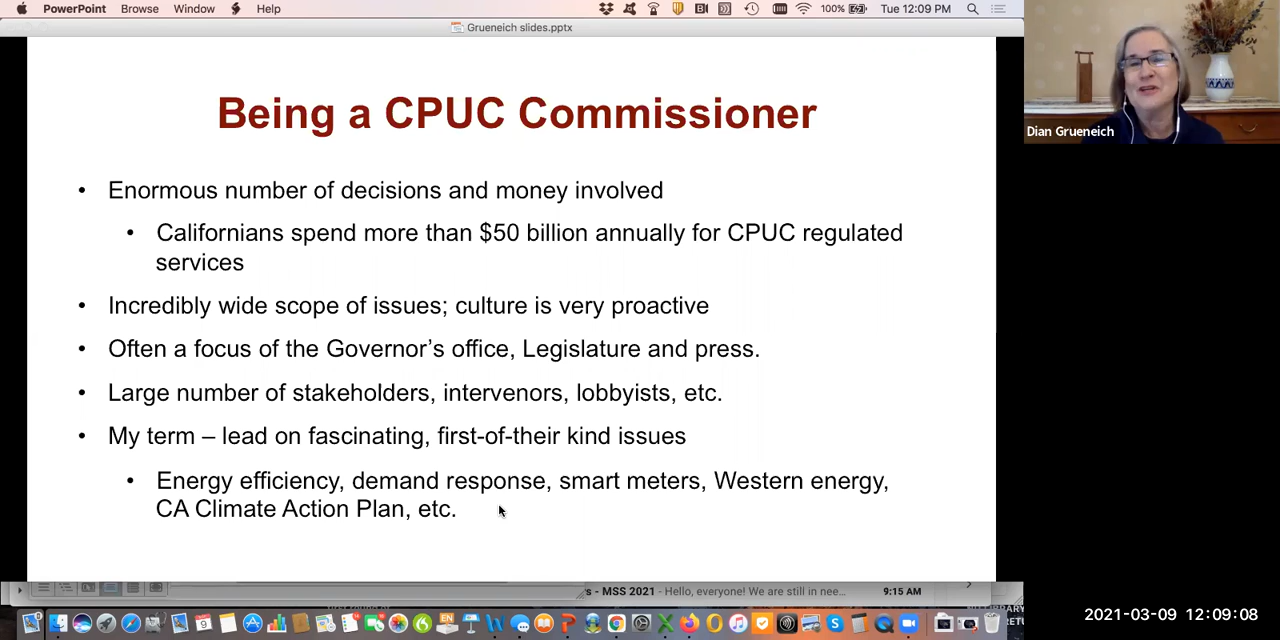 PowerPoint Browse Window Help
100%
Tue 12:09 PM
Grueneich slides.pptx
Being a CPUC Commissioner
• Enormous number of decisions and money involved
• Californians spend more than $50 billion annually for CPUC regulated
services
• Incredibly wide scope of issues; culture is very proactive
• Often a focus of the Governor’s office, Legislature and press.
• Large number of stakeholders, intervenors, lobbyists, etc.
• My term – lead on fascinating, first-of-their kind issues
• Energy efficiency, demand response, smart meters, Western energy,
CA Climate Action Plan, etc.
Dian Grueneich
s - MSS 2021 - Hello, everyone! We are still in nee... 9:15 AM
2021-03-09 12:09:08